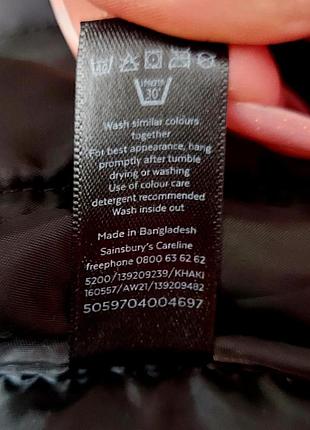 30°
Wash similar colours
together
For best appearance, hang
promptly after tumble
drying or washing
Use of colour care
detergent recommended
Wash inside out
Made in Bangladesh
Sainsbury's Careline
freephone 0800 63 62 62
5200/139209239/KHAKI
160557/AW21/139209482
5059704004697